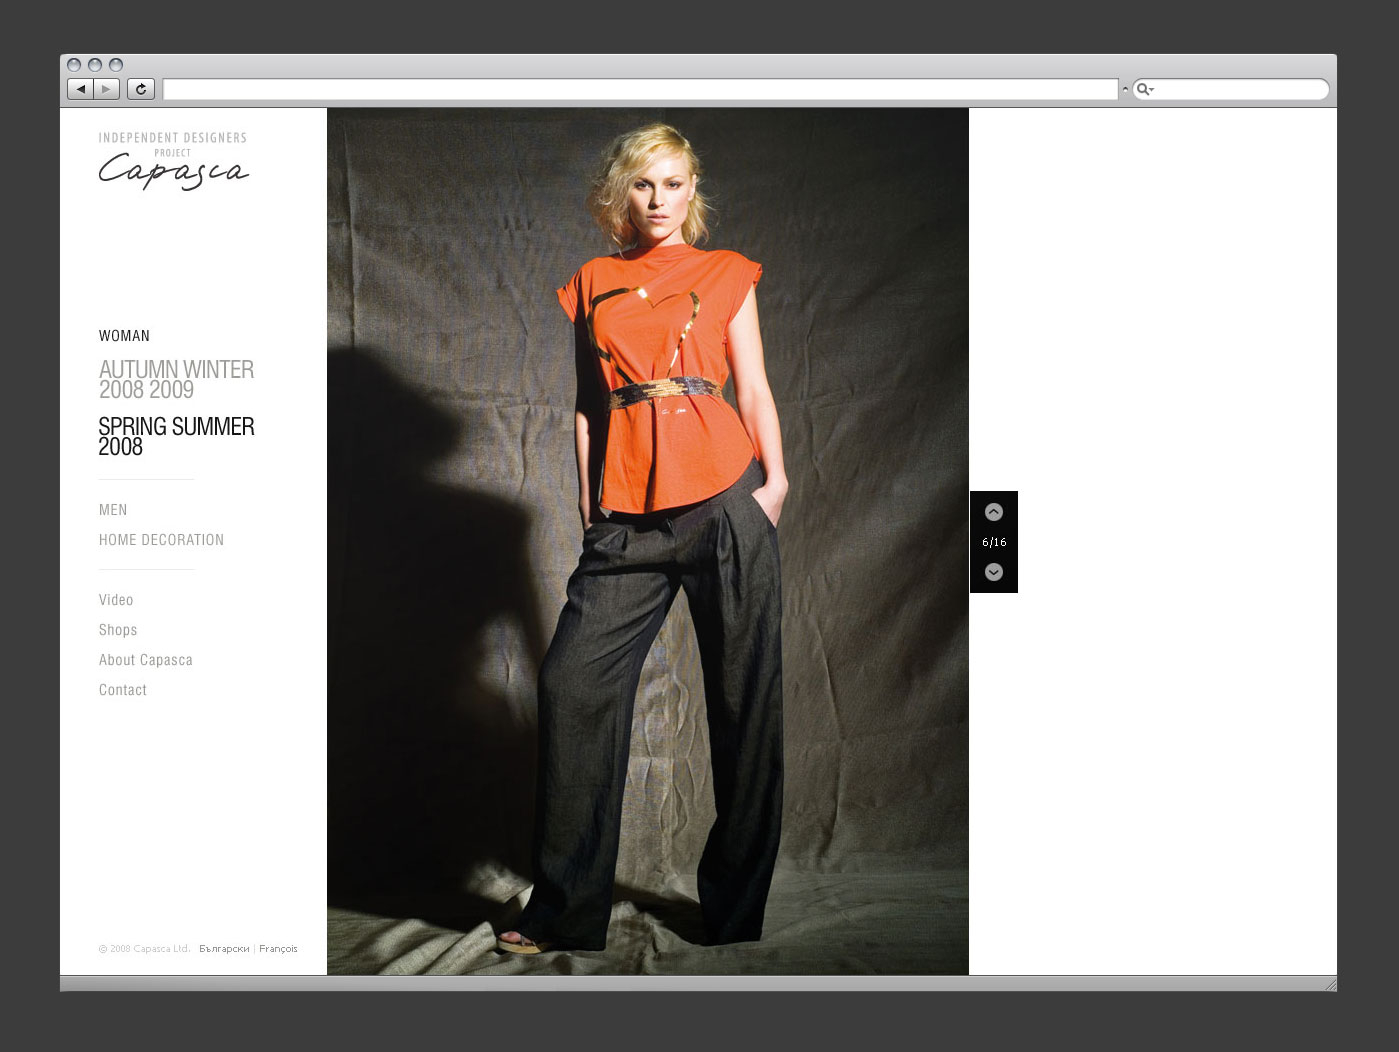 INDEPENDENT DESIGNERS
PROJECT
Capasca
WOMAN
AUTUMN WINTER
2008 2009
SPRING SUMMER
2008
MEN
HOME DECORATION
Video
Shops
About Capasca
Contact
6/16
© 2008 Capasca Ltd. Български | François